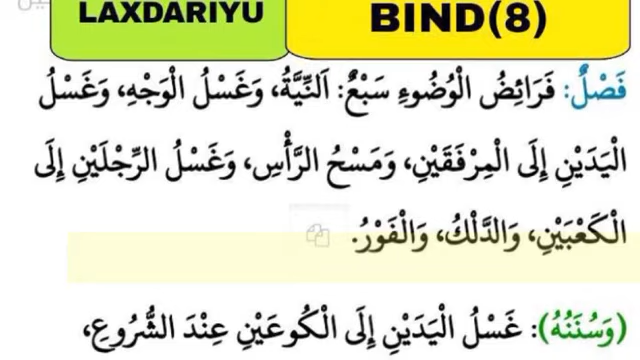 LAXDARIYU
BIND(8)
فَصْلٌ: فَرَائِضُ الْوُضُوءِ سَبْعٌ: اَلنِّيَّةُ، وَغَسْلُ الْوَجْهِ، وَغَسْلُ
الْيَدَيْنِ إِلَى الْمِرْفَقَيْنِ، وَمَسْحُ الرَّأْسِ، وَغَسْلُ الرِّجْلَيْنِ إِلَى
الْكَعْبَيْنِ، وَالدَّلْكُ، وَالْفَوْرُ.
(وَسُنَنُهُ): غَسْلُ الْيَدَيْنِ إِلَى الْكُوعَيْنِ عِنْدَ الشُّرُوعِ،